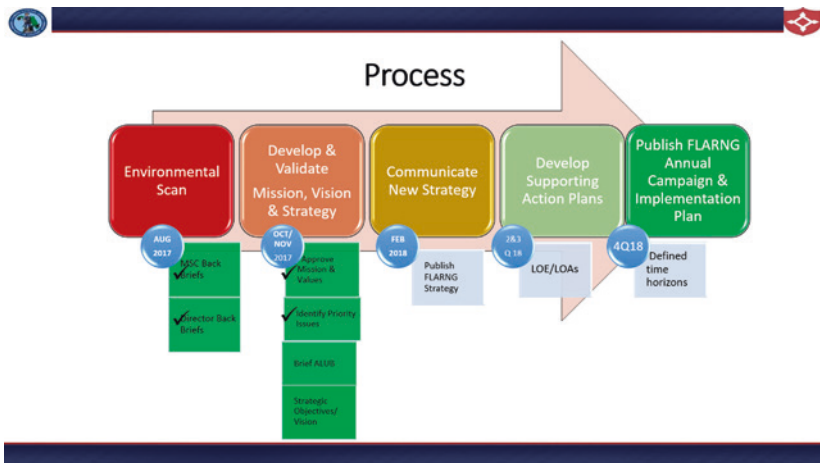 Process
Environmental
Scan
Develop &
Validate
Mission, Vision
& Strategy
Communicate
New Strategy
Develop
Supporting
Action Plans
Publish FLARNG
Annual
Campaign &
Implementation
Plan
AUG
2017
OCT/
NOV
2017
FEB
2018
2&3
Q 18
4Q18
MSC Back
Briefs
Director Back
Briefs
Approve
Mission &
Values
Identify Priority
Issues
Brief ALUB
Strategic
Objectives/
Vision
Publish FLARNG
Strategy
LOE/LOAs
Defined
time
horizons